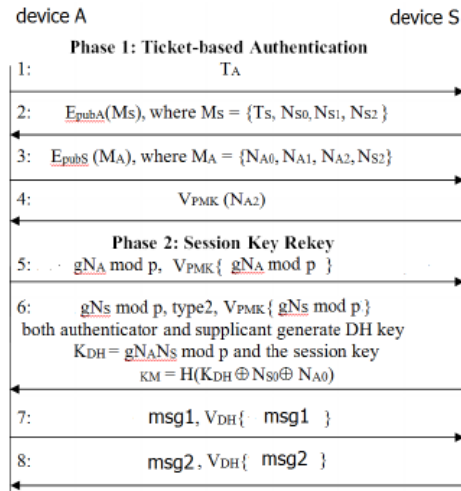 device A device S
Phase 1: Ticket-based Authentication
1: TA
2: EpubA(Ms), where Ms = {Ts, NS0, NS1, NS2 }
3: EpubS (MA), where MA = {NA0, NA1, NA2, NS2}
4: VPMK (NA2)
Phase 2: Session Key Rekey
5: gNA mod p, VPMK{ gNA mod p }
6: gNs mod p, type2, VPMK{ gNs mod p }
both authenticator and supplicant generate DH key
KDH = gNANs mod p and the session key
KM = H(KDH ⊕ NS0 ⊕ NA0)
7: msg1, VDH{ msg1 }
8: msg2, VDH{ msg2 }